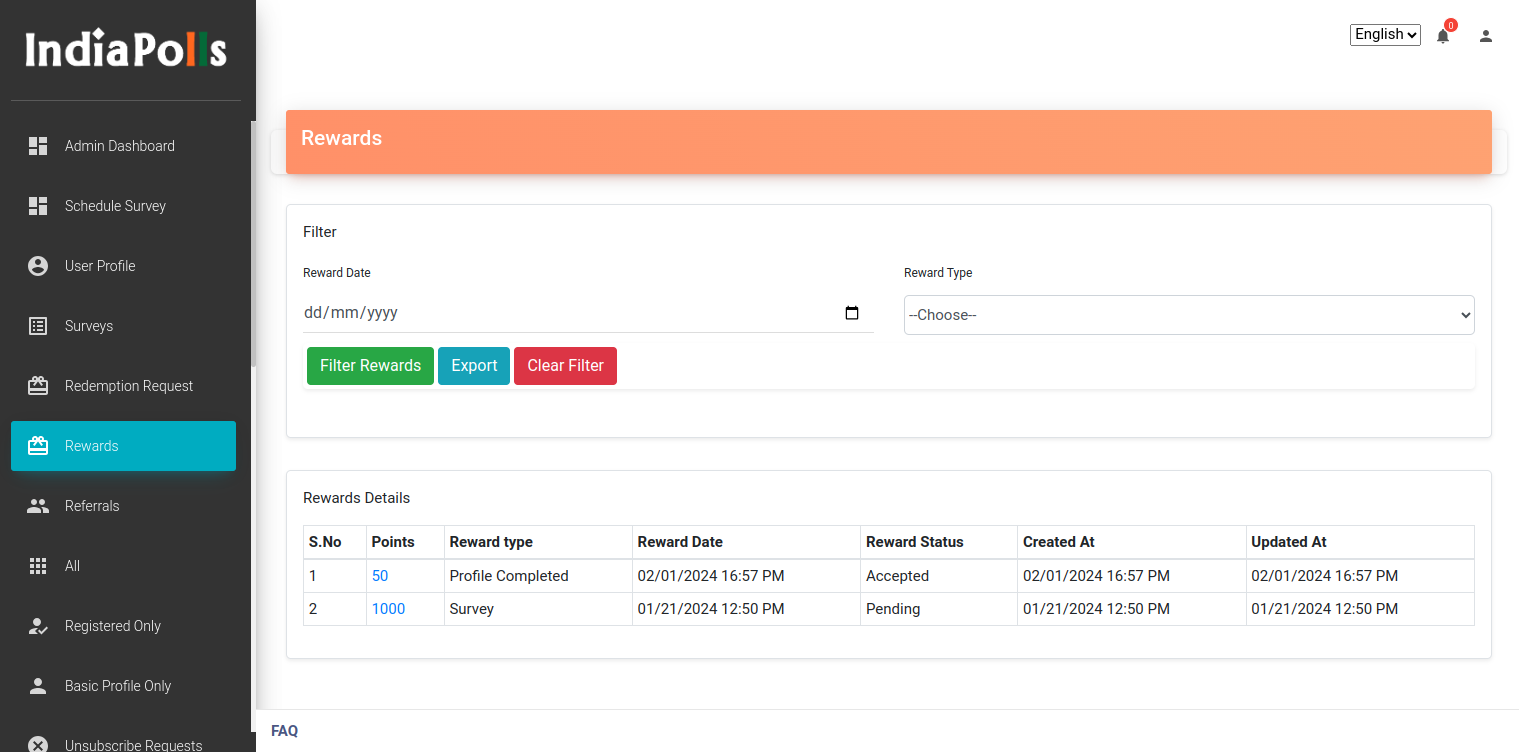 IndiaPolls
English
0
Admin Dashboard
Schedule Survey
User Profile
Surveys
Redemption Request
Rewards
Referrals
All
Registered Only
Basic Profile Only
Unsubscribe Requests
Rewards
Filter
Reward Date
Reward Type
dd/mm/yyyy
--Choose--
Filter Rewards Export Clear Filter
Rewards Details
S.No Points Reward type Reward Date Reward Status Created At Updated At
1 50 Profile Completed 02/01/2024 16:57 PM Accepted 02/01/2024 16:57 PM 02/01/2024 16:57 PM
2 1000 Survey 01/21/2024 12:50 PM Pending 01/21/2024 12:50 PM 01/21/2024 12:50 PM
FAQ